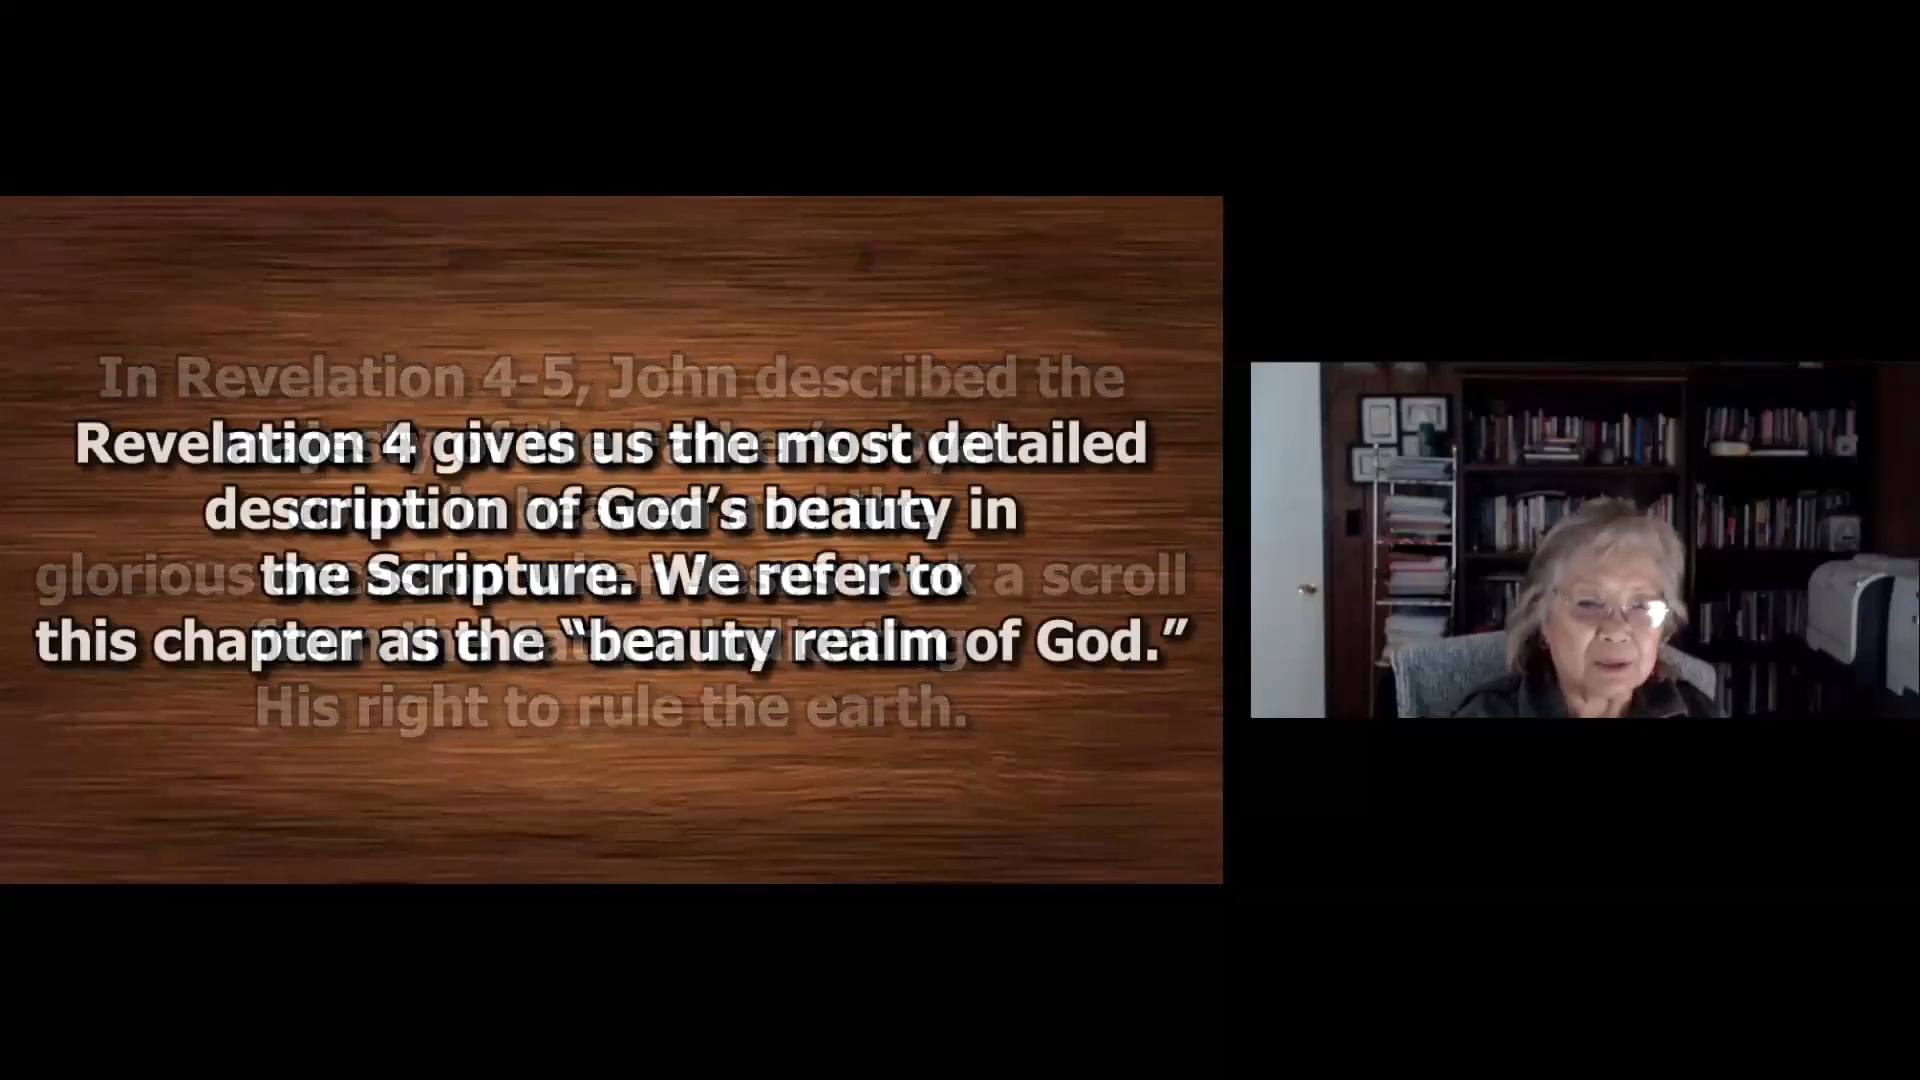 In Revelation 4-5, John described the
Revelation 4 gives us the most detailed
description of God’s beauty in
the Scripture. We refer to
glorious a scroll
this chapter as the “beauty realm of God.”
His right to rule the earth.